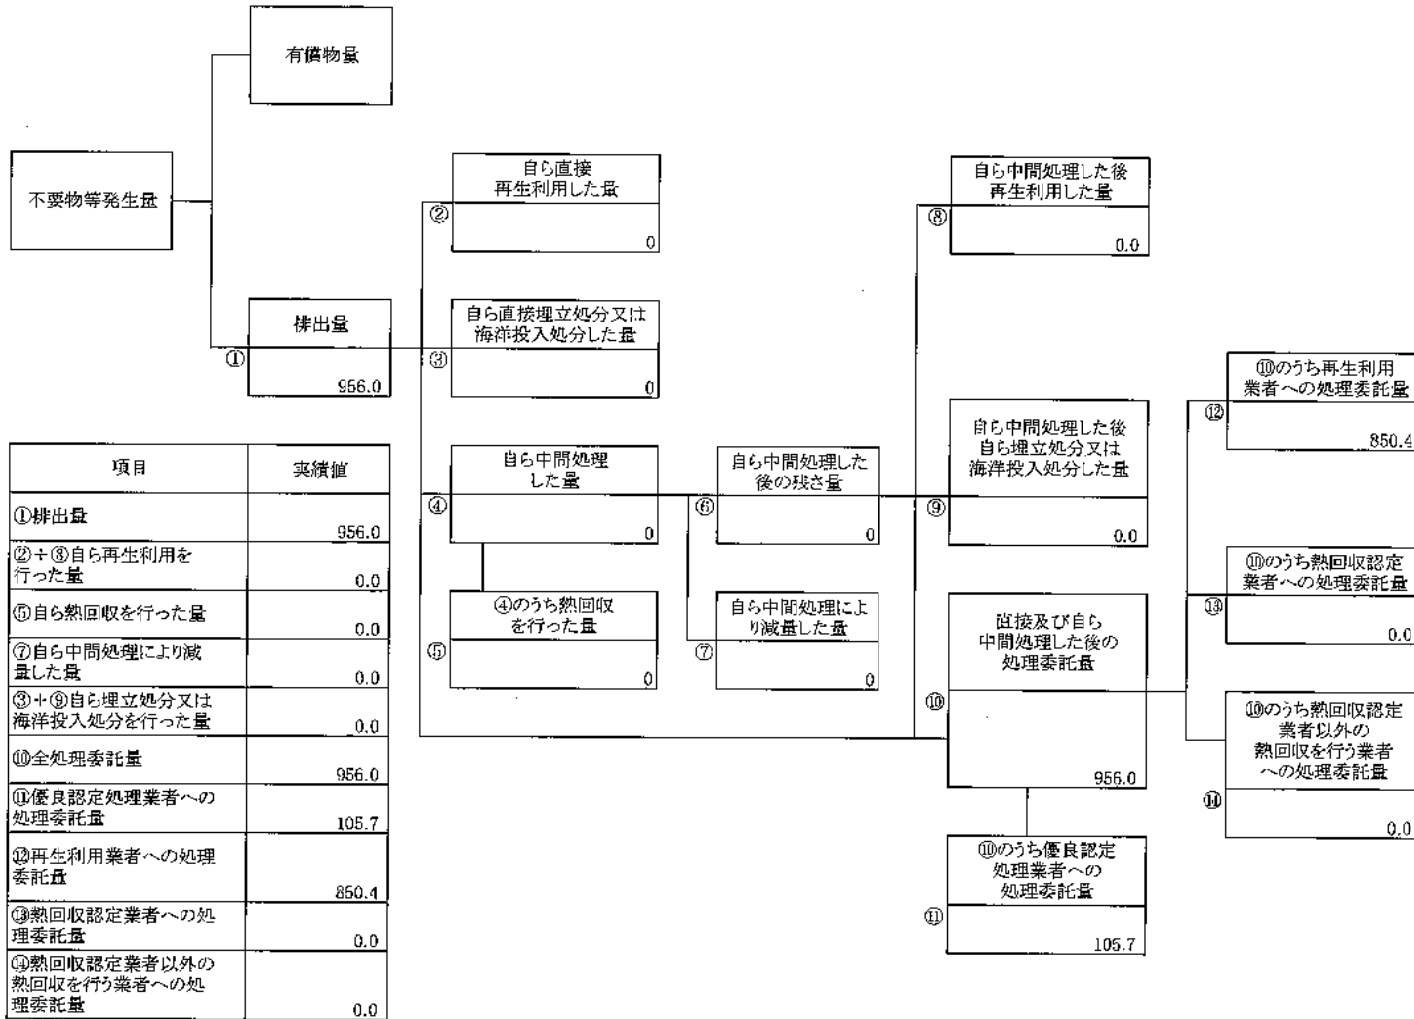 有償物量
不要物等発生量
排出量
①
956.0
自ら直接
再生利用した量
②
0
自ら直接埋立処分又は
海洋投入処分した量
③
0
自ら中間処理
した量
④
0
④のうち熱回収
を行った量
⑤
0
自ら中間処理した
後の残さ量
⑥
0
自ら中間処理によ
り減量した量
⑦
0
自ら中間処理した後
再生利用した量
⑧
0.0
自ら中間処理した後
自ら埋立処分又は
海洋投入処分した量
⑨
0.0
直接及び自ら
中間処理した後の
処理委託量
⑩
956.0
⑩のうち優良認定
処理業者への
処理委託量
⑪
105.7
⑩のうち再生利用
業者への処理委託量
⑫
850.4
⑩のうち熱回収認定
業者への処理委託量
⑬
0.0
⑩のうち熱回収認定
業者以外の
熱回収を行う業者
への処理委託量
⑭
0.0
項目 実績値
①排出量
956.0
②+⑧自ら再生利用を
行った量 0.0
⑤自ら熱回収を行った量
0.0
⑦自ら中間処理により減
量した量 0.0
③+⑨自ら埋立処分又は
海洋投入処分を行った量 0.0
⑩全処理委託量
956.0
⑪優良認定処理業者への
処理委託量 105.7
⑫再生利用業者への処理
委託量
850.4
⑬熱回収認定業者への処
理委託量 0.0
⑭熱回収認定業者以外の
熱回収を行う業者への処
理委託量 0.0